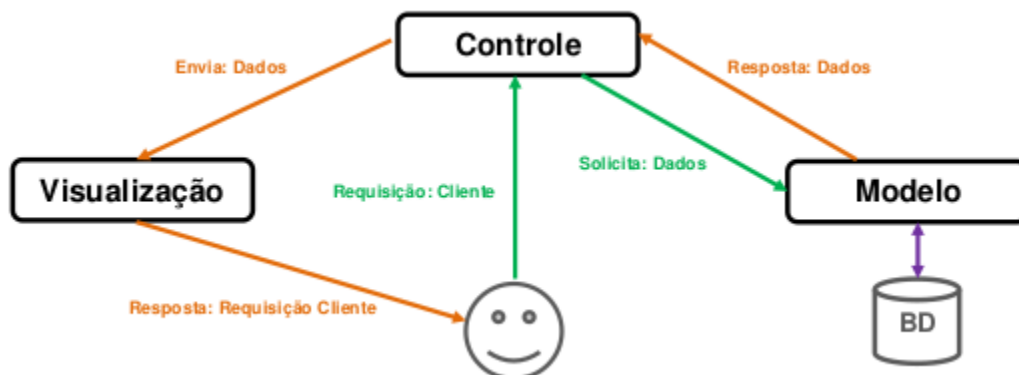 Controle
Envia: Dados
Resposta: Dados
Solicita: Dados
Visualização
Requisição: Cliente
Modelo
Resposta: Requisição Cliente
BD